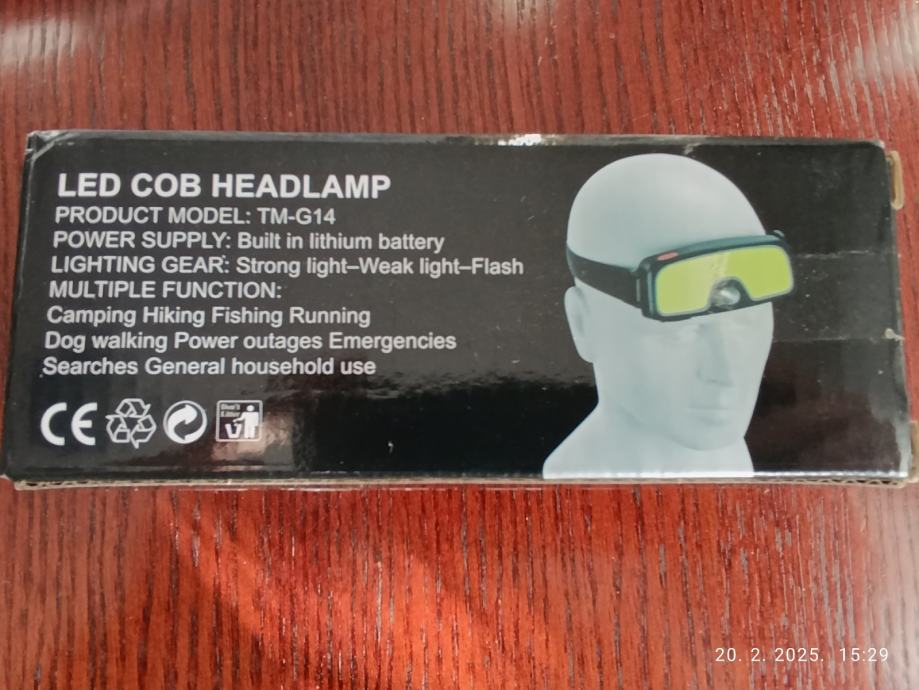 LED COB HEADLAMP
PRODUCT MODEL: TM-G14
POWER SUPPLY: Built in lithium battery
LIGHTING GEAR: Strong light–Weak light–Flash
MULTIPLE FUNCTION:
Camping Hiking Fishing Running
Dog walking Power outages Emergencies
Searches General household use
CE
20. 2. 2025. 15:29